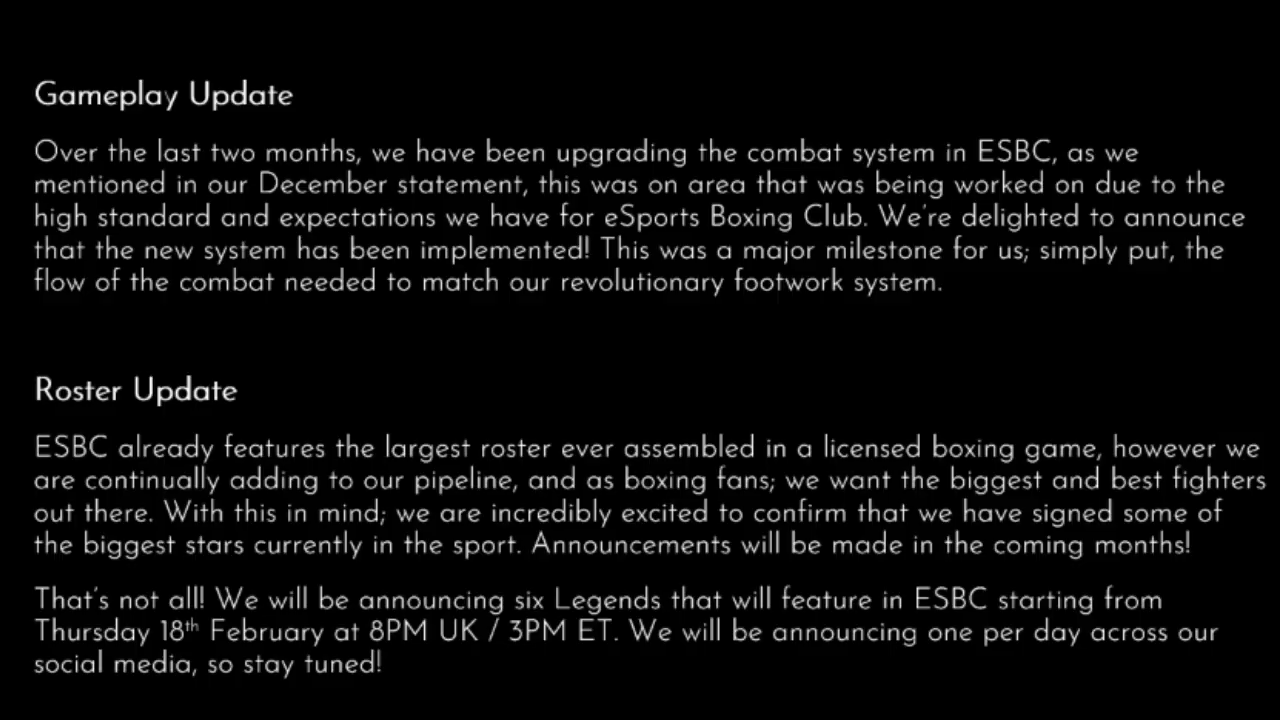 Gameplay Update
Over the last two months, we have been upgrading the combat system in ESBC, as we
mentioned in our December statement, this was on area that was being worked on due to the
high standard and expectations we have for eSports Boxing Club. We're delighted to announce
that the new system has been implemented! This was a major milestone for us; simply put, the
flow of the combat needed to match our revolutionary footwork system.
Roster Update
ESBC already features the largest roster ever assembled in a licensed boxing game, however we
are continually adding to our pipeline, and as boxing fans; we want the biggest and best fighters
out there. With this in mind; we are incredibly excited to confirm that we have signed some of
the biggest stars currently in the sport. Announcements will be made in the coming months!
That's not all! We will be announcing six Legends that will feature in ESBC starting from
Thursday 18th February at 8PM UK / 3PM ET. We will be announcing one per day across our
social media, so stay tuned!